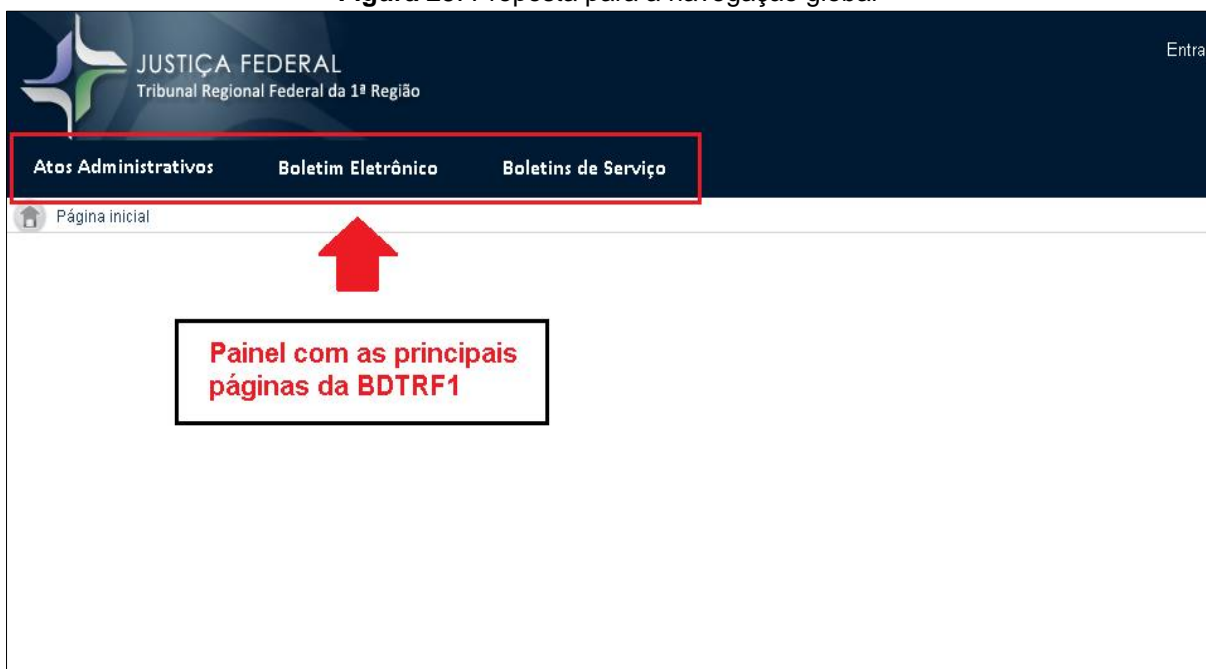 JUSTIÇA FEDERAL
Tribunal Regional Federal da 1ª Região
Entra
Atos Administrativos Boletim Eletrônico Boletins de Serviço
Página inicial
Painel com as principais
páginas da BDTRF1